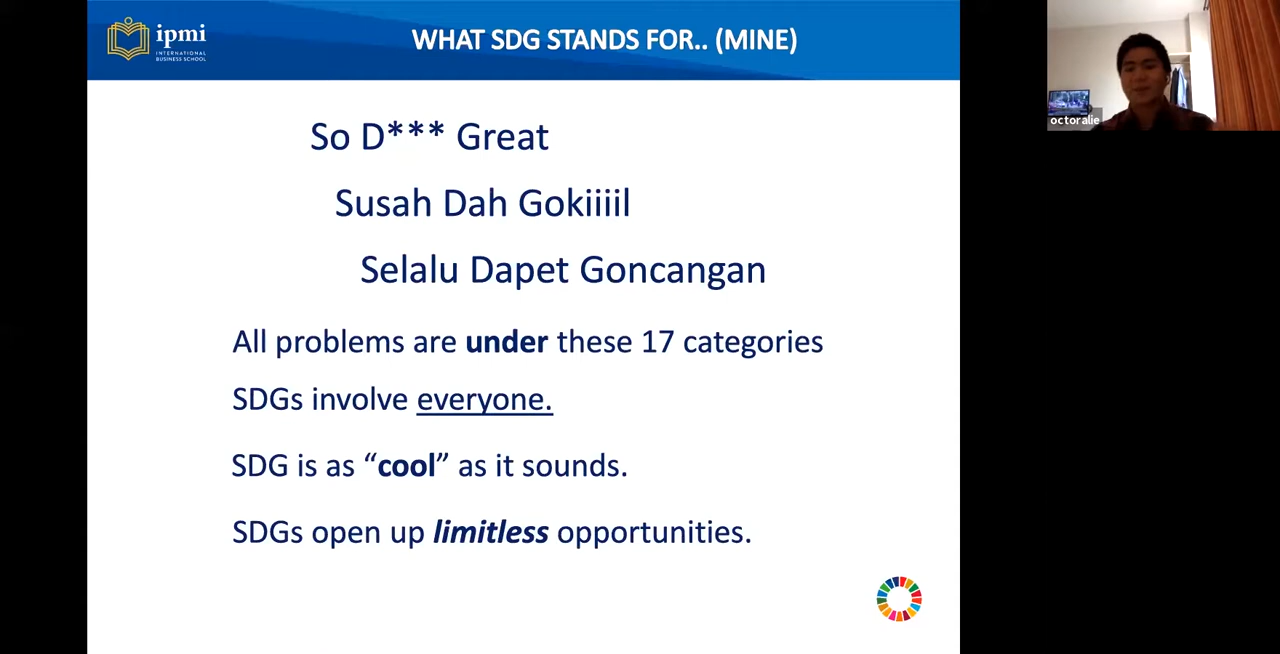 ipmi
INTERNATIONAL
BUSINESS SCHOOL
WHAT SDG STANDS FOR.. (MINE)
So D*** Great
Susah Dah Gokiiiil
Selalu Dapet Goncangan
All problems are under these 17 categories
SDGs involve everyone.
SDG is as “cool” as it sounds.
SDGs open up limitless opportunities.
octoralie